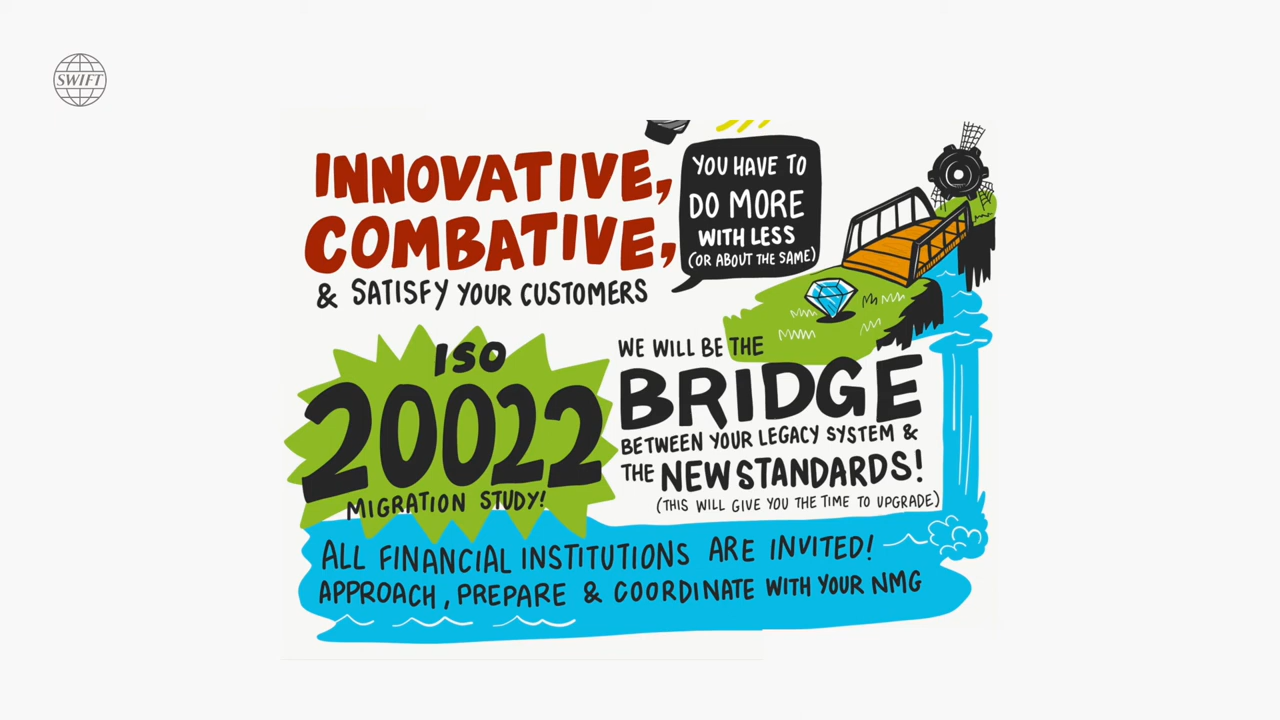 SWIFT
INNOVATIVE,
COMBATIVE,
& SATISFY YOUR CUSTOMERS
YOU HAVE TO
DO MORE
WITH LESS
(OR ABOUT THE SAME)
ISO
20022
MIGRATION STUDY!
WE WILL BE THE
BRIDGE
BETWEEN YOUR LEGACY SYSTEM &
THE NEW STANDARDS!
(THIS WILL GIVE YOU THE TIME TO UPGRADE)
ALL FINANCIAL INSTITUTIONS ARE INVITED!
APPROACH, PREPARE & COORDINATE WITH YOUR NMG